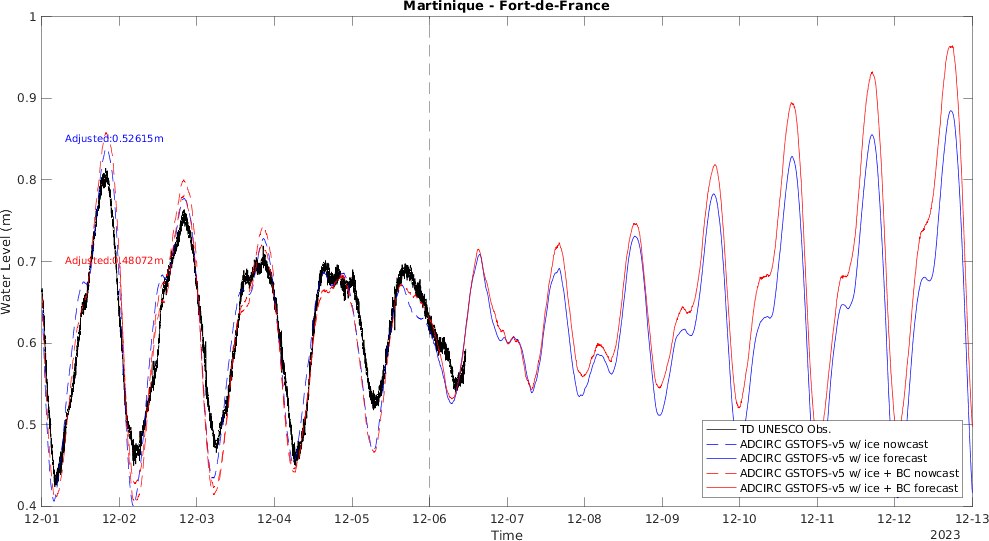 Martinique - Fort-de-France
1
0.9
0.8
0.7
0.6
0.5
0.4
Water Level (m)
Adjusted:0.52615m
Adjusted:0.48072m
TD UNESCO Obs.
ADCIRC GSTOFS-v5 w/ ice nowcast
ADCIRC GSTOFS-v5 w/ ice forecast
ADCIRC GSTOFS-v5 w/ ice + BC nowcast
ADCIRC GSTOFS-v5 w/ ice + BC forecast
12-01 12-02 12-03 12-04 12-05 12-06 12-07 12-08 12-09 12-10 12-11 12-12 12-13
Time
2023